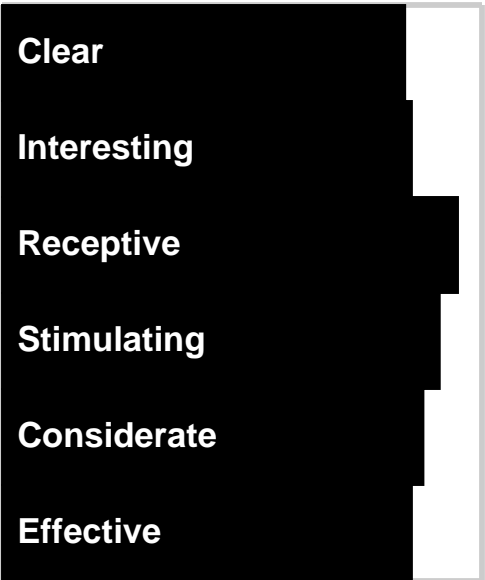 Clear
Interesting
Receptive
Stimulating
Considerate
Effective